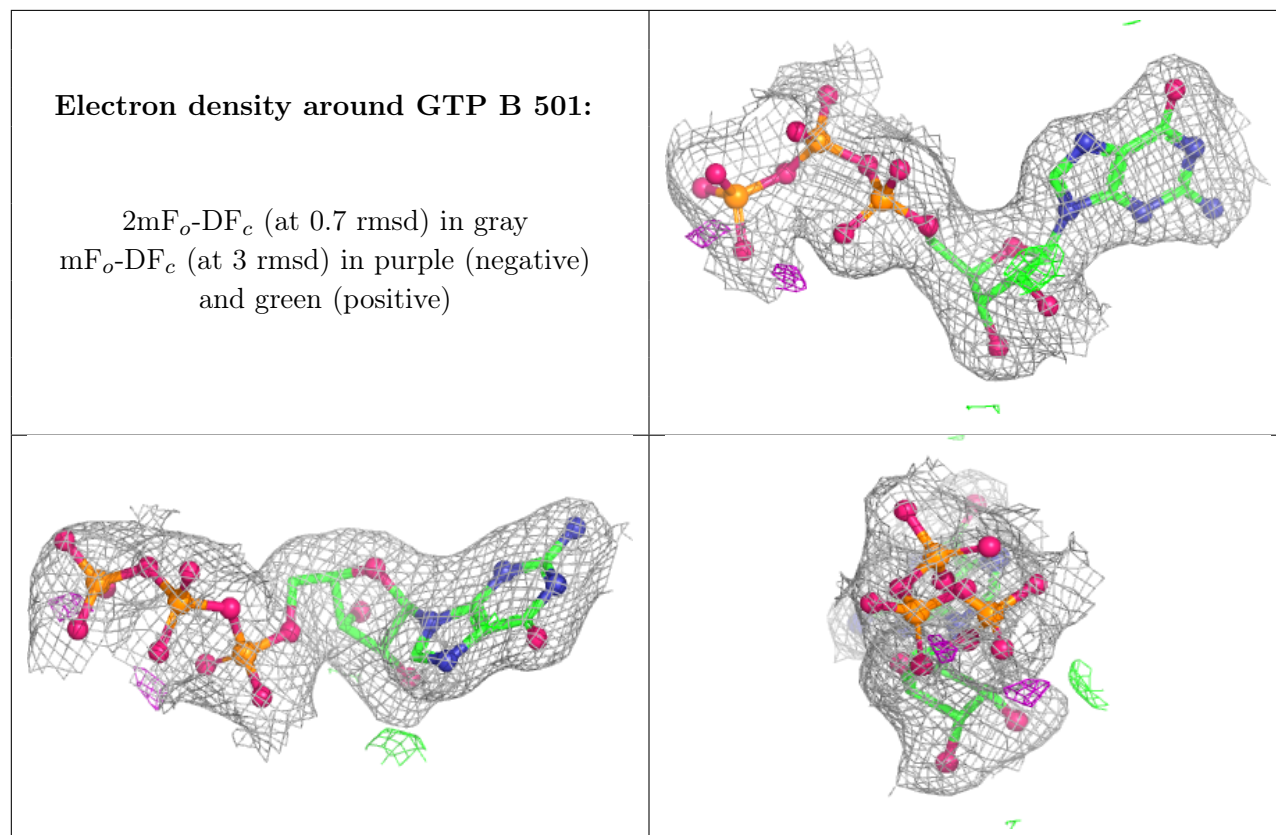 Electron density around GTP B 501:
2mFₒ-DF𝒸 (at 0.7 rmsd) in gray
mFₒ-DF𝒸 (at 3 rmsd) in purple (negative)
and green (positive)